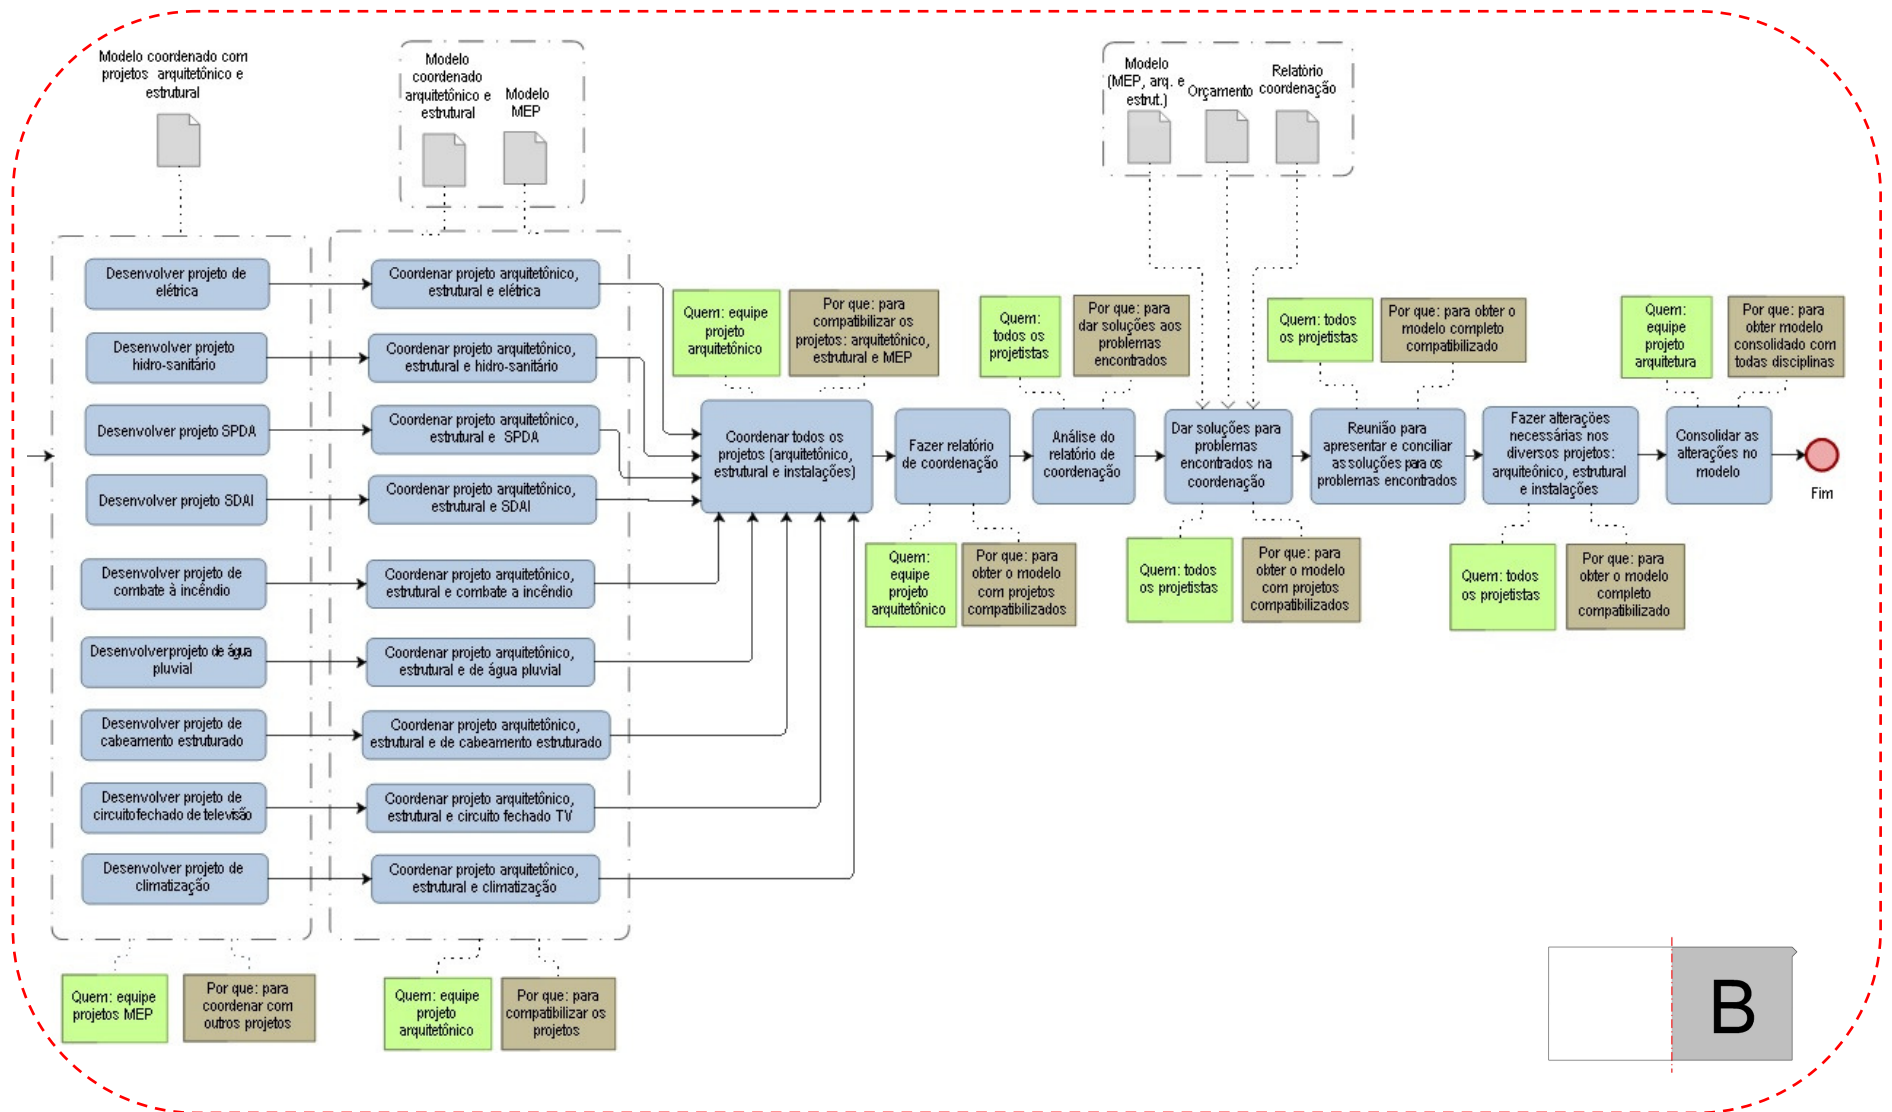 Modelo coordenado com
projetos arquitetônico e
estrutural
Modelo
coordenado
arquitetônico e
estrutural
Modelo
MEP
Modelo
(MEP, arq. e
estrut.)
Orçamento
Relatório
coordenação
Desenvolver projeto de
elétrica
Desenvolver projeto
hidro-sanitário
Desenvolver projeto SPDA
Desenvolver projeto SDAI
Desenvolver projeto de
combate à incêndio
Desenvolver projeto de água
pluvial
Desenvolver projeto de
cabeamento estruturado
Desenvolver projeto de
circuito fechado de televisão
Desenvolver projeto de
climatização
Coordenar projeto arquitetônico,
estrutural e elétrica
Coordenar projeto arquitetônico,
estrutural e hidro-sanitário
Coordenar projeto arquitetônico,
estrutural e SPDA
Coordenar projeto arquitetônico,
estrutural e SDAI
Coordenar projeto arquitetônico,
estrutural e combate a incêndio
Coordenar projeto arquitetônico,
estrutural e de água pluvial
Coordenar projeto arquitetônico,
estrutural e de cabeamento estruturado
Coordenar projeto arquitetônico,
estrutural e circuito fechado TV
Coordenar projeto arquitetônico,
estrutural e climatização
Quem: equipe
projetos MEP
Por que: para
coordenar com
outros projetos
Quem: equipe
projeto
arquitetônico
Por que: para
compatibilizar os
projetos
Quem: equipe
projeto
arquitetônico
Por que: para
compatibilizar os
projetos: arquitetônico,
estrutural e MEP
Coordenar todos os
projetos (arquitetônico,
estrutural e instalações)
Fazer relatório
de coordenação
Quem:
equipe
projeto
arquitetônico
Por que: para
obter o modelo
com projetos
compatibilizados
Quem:
todos os
projetistas
Por que: para
dar soluções aos
problemas
encontrados
Análise do
relatório de
coordenação
Dar soluções para
problemas
encontrados na
coordenação
Quem: todos
os projetistas
Por que: para
obter o modelo
com projetos
compatibilizados
Quem: todos
os projetistas
Por que: para obter o
modelo completo
compatibilizado
Reunião para
apresentar e conciliar
as soluções para os
problemas encontrados
Fazer alterações
necessárias nos
diversos projetos:
arquiteônico, estrutural
e instalações
Quem: todos
os projetistas
Por que: para
obter o modelo
completo
compatibilizado
Quem:
equipe
projeto
arquitetura
Por que: para
obter modelo
consolidado com
todas disciplinas
Consolidar as
alterações no
modelo
Fim
B